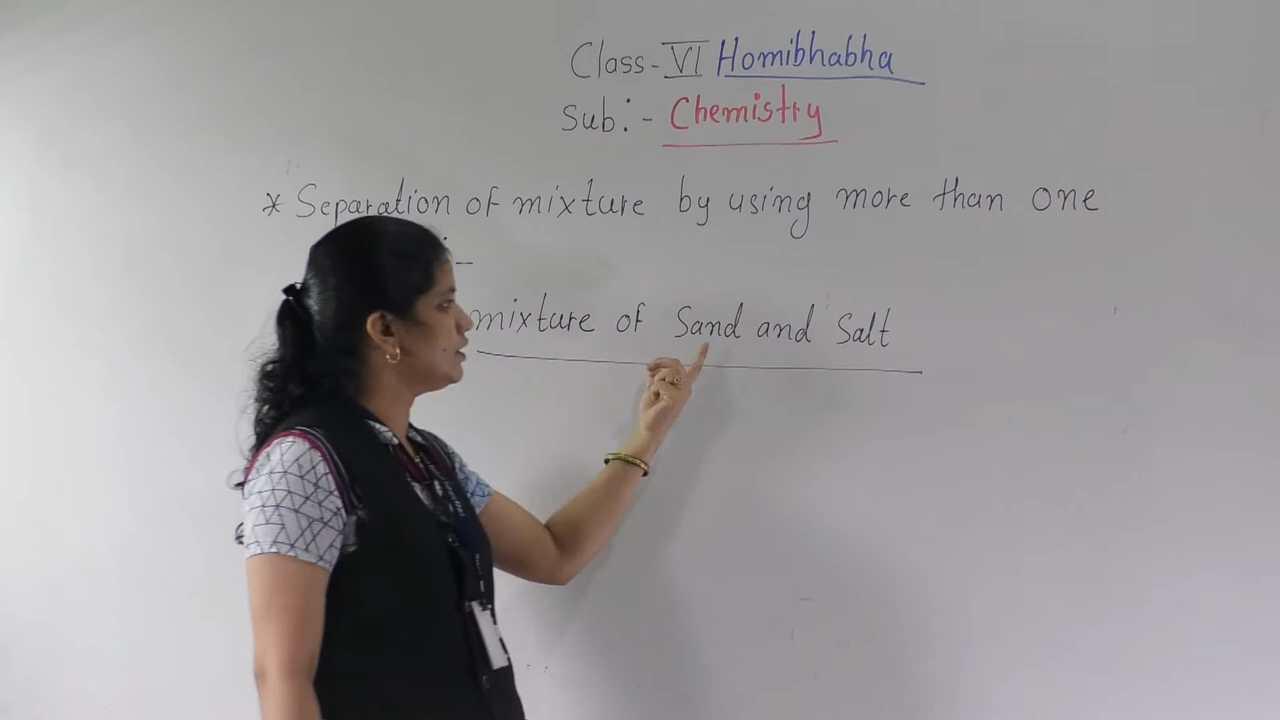 Class-VI Homibhabha
Sub:- Chemistry
* Separation of mixture by using more than one
:-
mixture of Sand and Salt